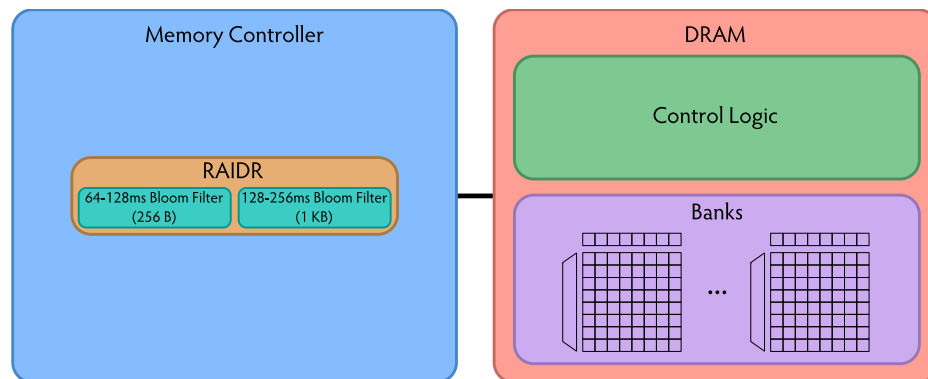 Memory Controller
RAIDR
64-128ms Bloom Filter
(256 B)
128-256ms Bloom Filter
(1 KB)
DRAM
Control Logic
Banks
...